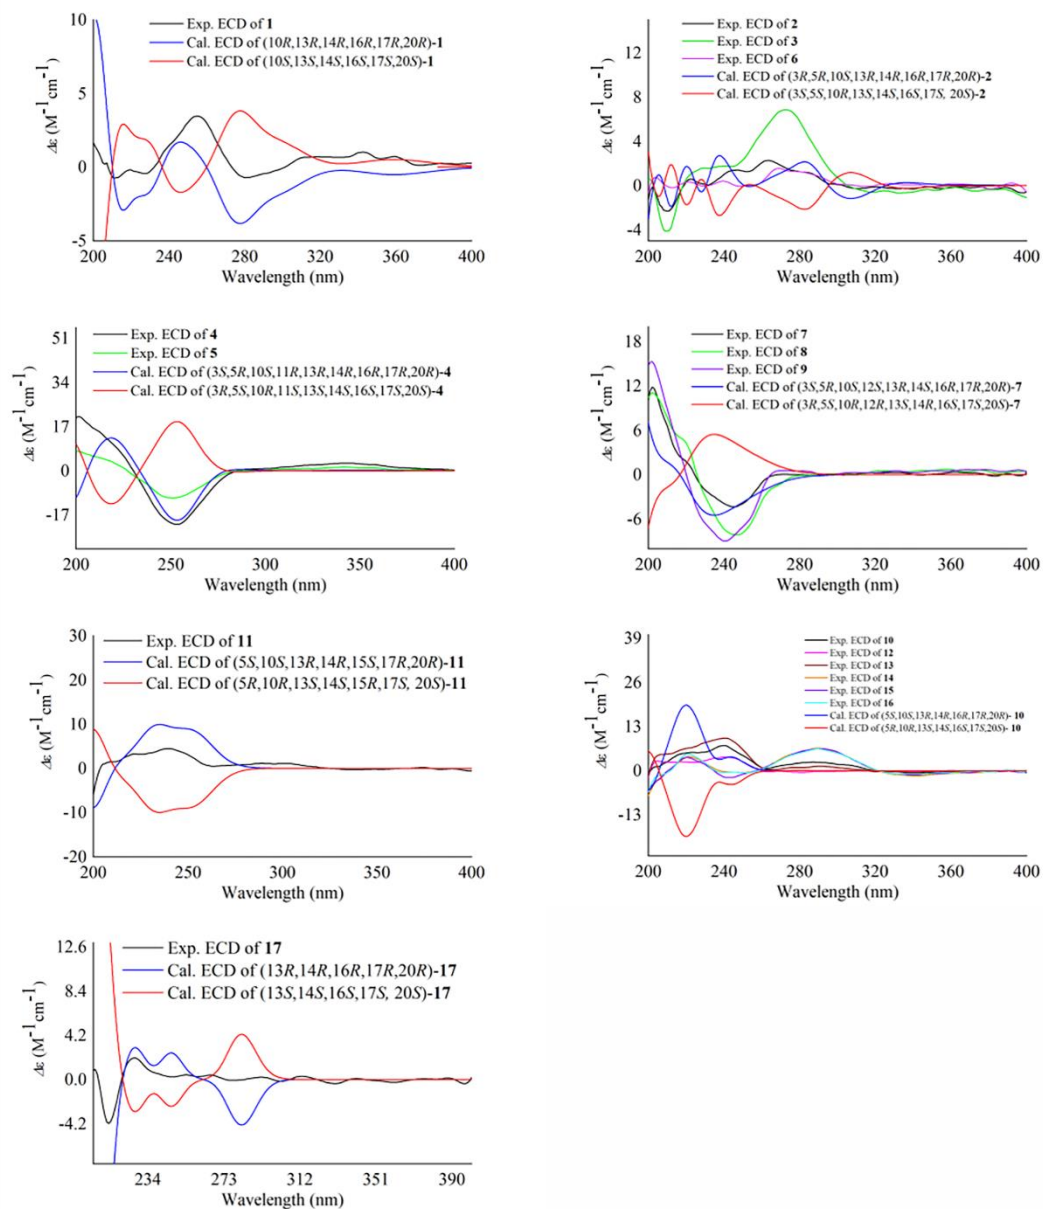 10
5
0
-5
200
240
280
320
360
400
Δε (M⁻¹cm⁻¹)
Wavelength (nm)
Exp. ECD of 1
Cal. ECD of (10R,13R,14R,16R,17R,20R)-1
Cal. ECD of (10S,13S,14S,16S,17S,20S)-1
12
8
4
0
-4
200
240
280
320
360
400
Δε (M⁻¹cm⁻¹)
Wavelength (nm)
Exp. ECD of 2
Exp. ECD of 3
Exp. ECD of 6
Cal. ECD of (3R,5R,10S,13R,14R,16R,17R,20R)-2
Cal. ECD of (3S,5S,10R,13S,14S,16S,17S, 20S)-2
51
34
17
0
-17
200
250
300
350
400
Δε (M⁻¹cm⁻¹)
Wavelength (nm)
Exp. ECD of 4
Exp. ECD of 5
Cal. ECD of (3S,5R,10S,11R,13R,14R,16R,17R,20R)-4
Cal. ECD of (3R,5S,10R,11S,13S,14S,16S,17S,20S)-4
18
12
6
0
-6
200
240
280
320
360
400
Δε (M⁻¹cm⁻¹)
Wavelength (nm)
Exp. ECD of 7
Exp. ECD of 8
Exp. ECD of 9
Cal. ECD of (3S,5R,10S,12S,13R,14S,16R,17R,20R)-7
Cal. ECD of (3R,5S,10R,12R,13S,14R,16S,17S,20S)-7
30
20
10
0
-10
-20
200
250
300
350
400
Δε (M⁻¹cm⁻¹)
Wavelength (nm)
Exp. ECD of 11
Cal. ECD of (5S,10S,13R,14R,15S,17R,20R)-11
Cal. ECD of (5R,10R,13S,14S,15R,17S, 20S)-11
39
26
13
0
-13
200
240
280
320
360
400
Δε (M⁻¹cm⁻¹)
Wavelength (nm)
Exp. ECD of 10
Exp. ECD of 12
Exp. ECD of 13
Exp. ECD of 14
Exp. ECD of 15
Exp. ECD of 16
Cal. ECD of (5S,10S,13R,14R,16R,17R,20R)- 10
Cal. ECD of (5R,10R,13S,14S,16S,17S,20S)- 10
12.6
8.4
4.2
0.0
-4.2
234
273
312
351
390
Δε (M⁻¹cm⁻¹)
Wavelength (nm)
Exp. ECD of 17
Cal. ECD of (13R,14R,16R,17R,20R)-17
Cal. ECD of (13S,14S,16S,17S, 20S)-17